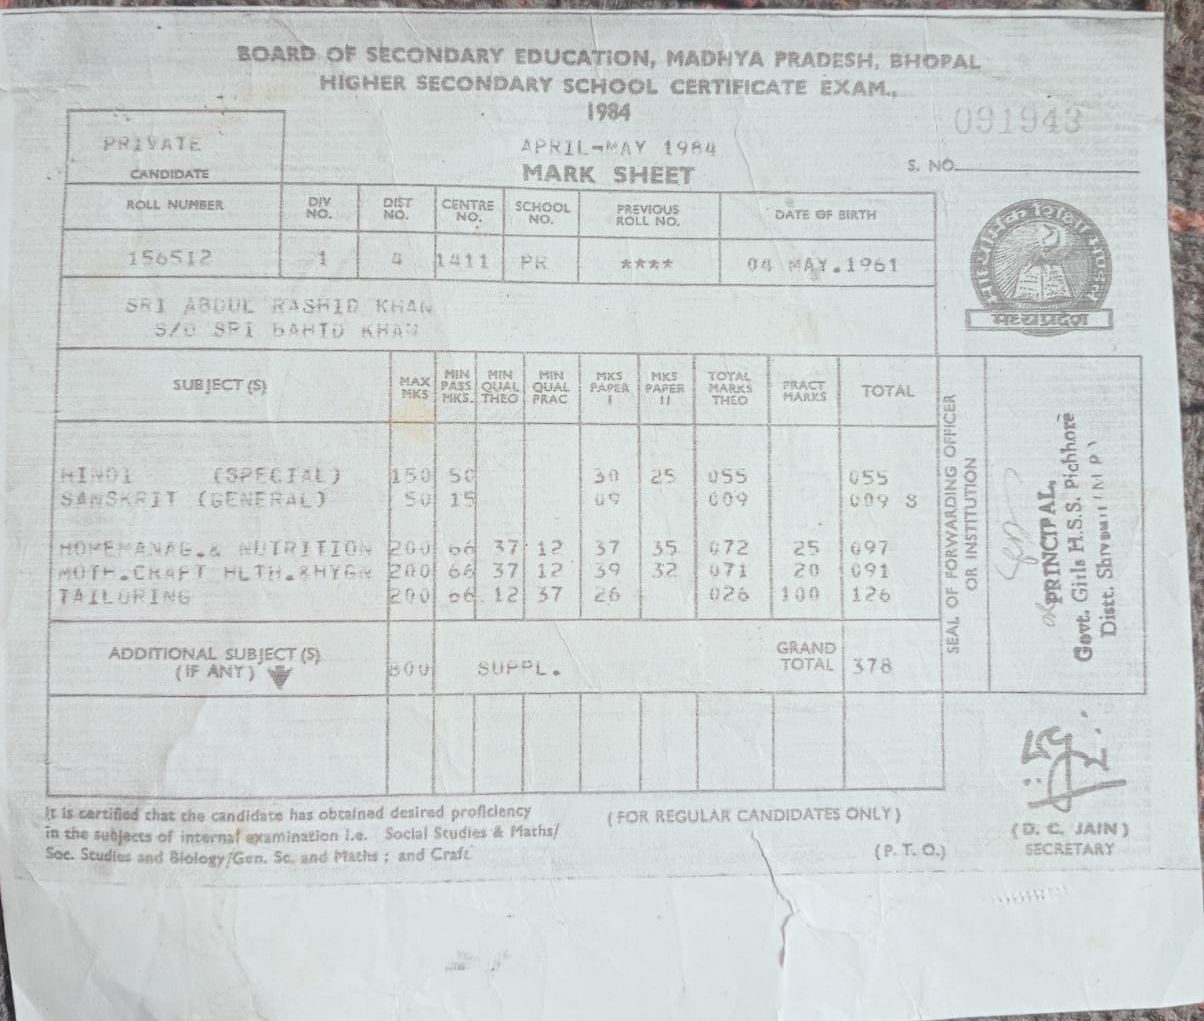 BOARD OF SECONDARY EDUCATION, MADHYA PRADESH, BHOPAL
HIGHER SECONDARY SCHOOL CERTIFICATE EXAM.,
1984
091943
PRIVATE
CANDIDATE
APRIL-MAY 1984
MARK SHEET
S. NO.
ROLL NUMBER DIV NO. DIST NO. CENTRE NO. SCHOOL NO. PREVIOUS ROLL NO. DATE OF BIRTH
156512 1 4 1411 PR **** 04 MAY.1961
माध्यमिक शिक्षा मण्डल
मध्यप्रदेश
SRI ABDUL RASHID KHAN
S/O SRI KHAN
SUBJECT (S) MAX MKS MIN PASS MKS. MIN QUAL THEO MIN QUAL PRAC MKS PAPER I MKS PAPER II TOTAL MARKS THEO PRACT MARKS TOTAL
HINDI (SPECIAL) 150 50 30 25 055 055
SANSKRIT (GENERAL) 50 15 09 009 009 S
HOMEMANAG.& NUTRITION 200 66 37 12 37 35 072 25 097
MOTH.CRAFT HLTH.&HYGN 200 66 37 12 39 32 071 20 091
TAILORING 200 66 12 37 26 026 100 126
ADDITIONAL SUBJECT (S)
(IF ANY)
800 SUPPL. GRAND TOTAL 378
SEAL OF FORWARDING OFFICER
OR INSTITUTION
PRINCIPAL,
Govt. Girls H.S.S. Pichhore
Distt. Shivpuri (M P)
It is certified that the candidate has obtained desired proficiency
in the subjects of internal examination i.e. Social Studies & Maths/
Soc. Studies and Biology/Gen. Sc. and Maths ; and Craft.
(FOR REGULAR CANDIDATES ONLY)
(P. T. O.)
(D. C. JAIN)
SECRETARY